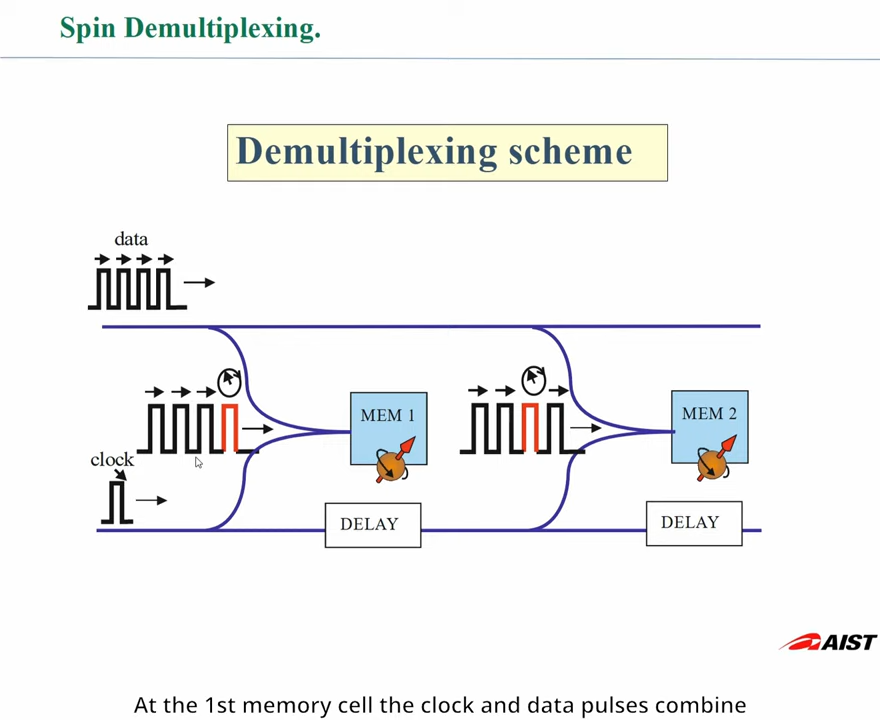 Spin Demultiplexing.
Demultiplexing scheme
data
MEM 1
MEM 2
clock
DELAY
DELAY
AIST
At the 1st memory cell the clock and data pulses combine